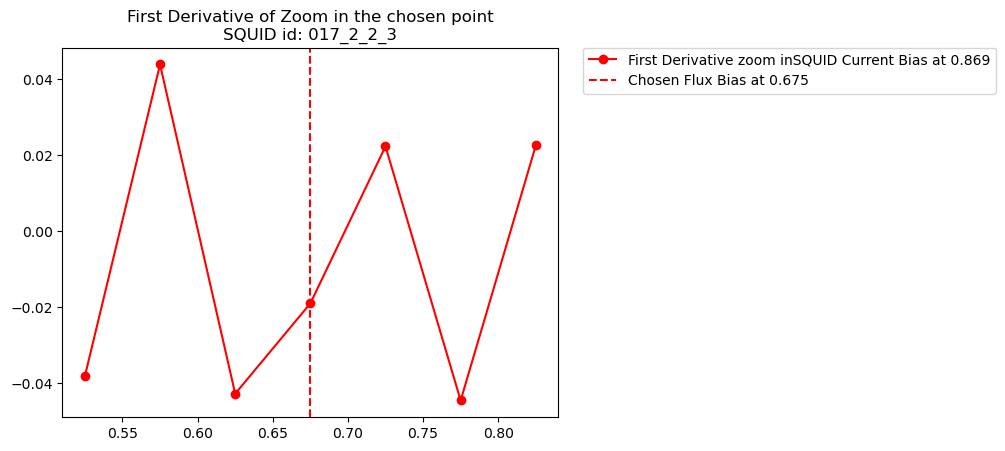 First Derivative of Zoom in the chosen point
SQUID id: 017_2_2_3
First Derivative zoom inSQUID Current Bias at 0.869
Chosen Flux Bias at 0.675
0.04
0.02
0.00
−0.02
−0.04
0.55 0.60 0.65 0.70 0.75 0.80